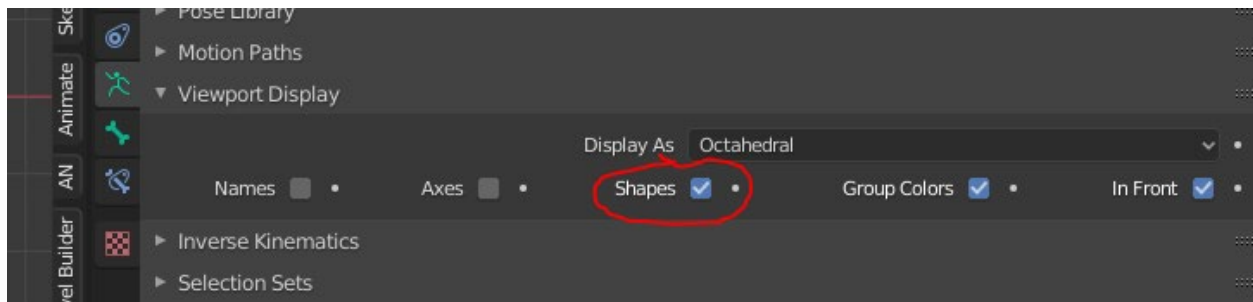 Pose Library
Motion Paths
Viewport Display
Display As Octahedral
Names Axes Shapes Group Colors In Front
Inverse Kinematics
Selection Sets
Animate
AN